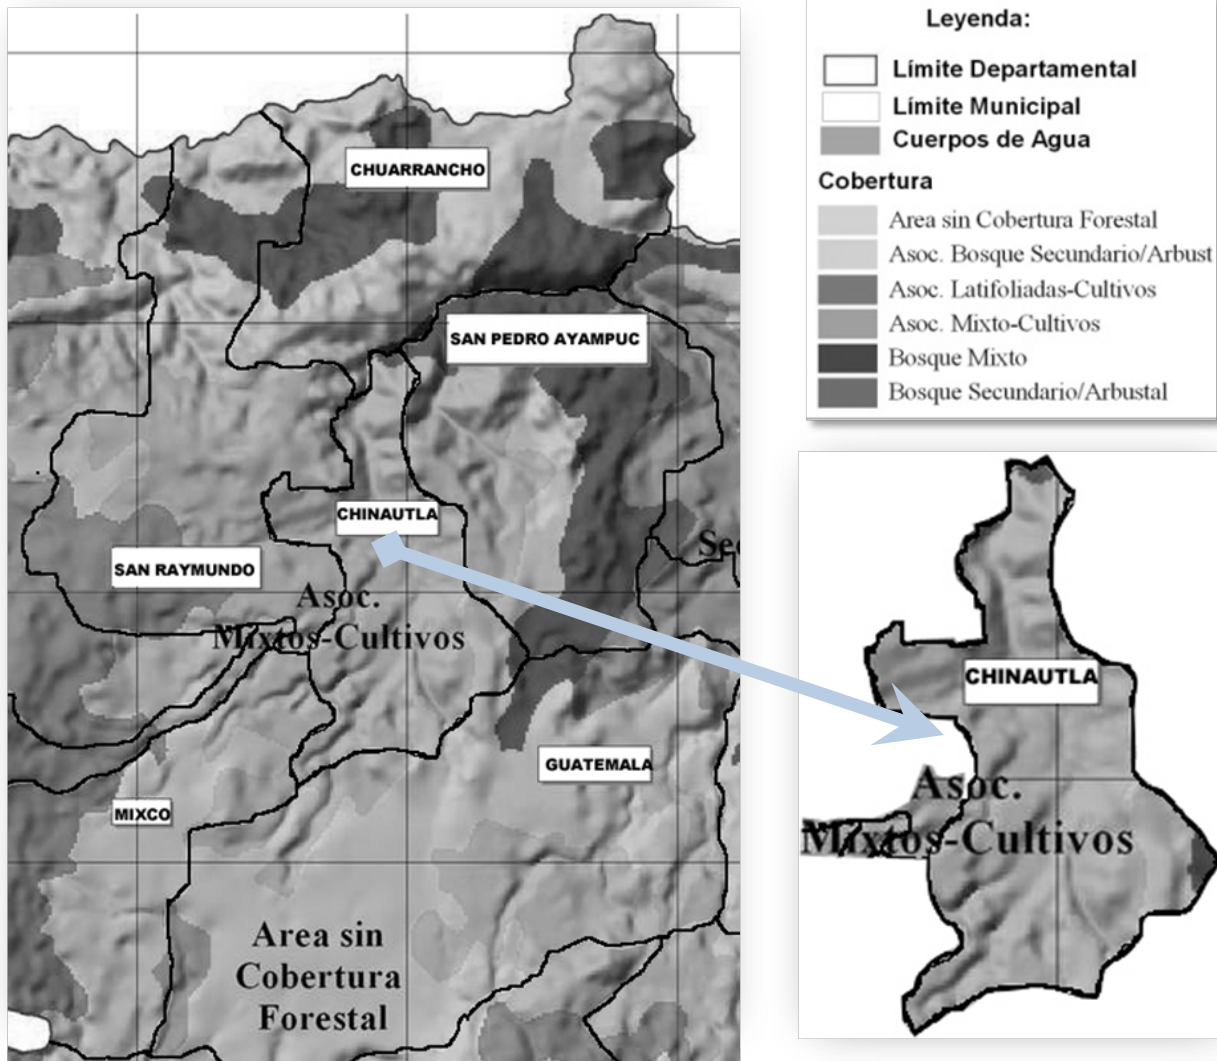 CHUARRANCHO
SAN PEDRO AYAMPUC
CHINAUTLA
SAN RAYMUNDO
Asoc.
Mixtos-Cultivos
GUATEMALA
MIXCO
Area sin
Cobertura
Forestal
Leyenda:
Límite Departamental
Límite Municipal
Cuerpos de Agua
Cobertura
Area sin Cobertura Forestal
Asoc. Bosque Secundario/Arbust
Asoc. Latifoliadas-Cultivos
Asoc. Mixto-Cultivos
Bosque Mixto
Bosque Secundario/Arbustal
CHINAUTLA
Asoc.
Mixtos-Cultivos